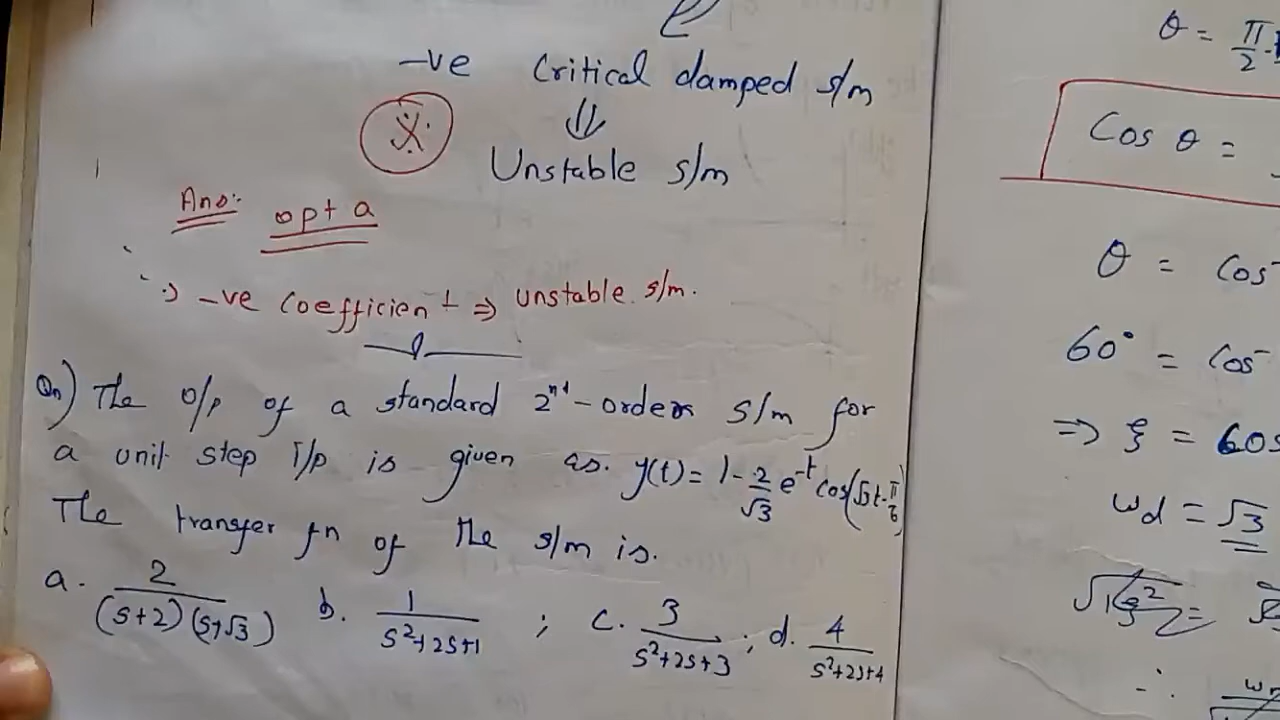 -ve Critical damped s/m
⇓
Unstable s/m
Ans: opt a
∵ -ve coefficient ⇒ unstable s/m.
Qn) The o/p of a standard 2nd-order s/m for
a unit step i/p is given as. y(t) = 1 - 2/√3 e^-t cos(√3t - π/6)
The transfer fn of the s/m is.
a. 2/(s+2)(s+√3) b. 1/s²+2s+1 ; c. 3/s²+2s+3 ; d. 4/s²+2s+4
θ = π/2 -
Cos θ =
θ = cos-
60° = cos-
⇒ ξ = 60s
ωd = √3